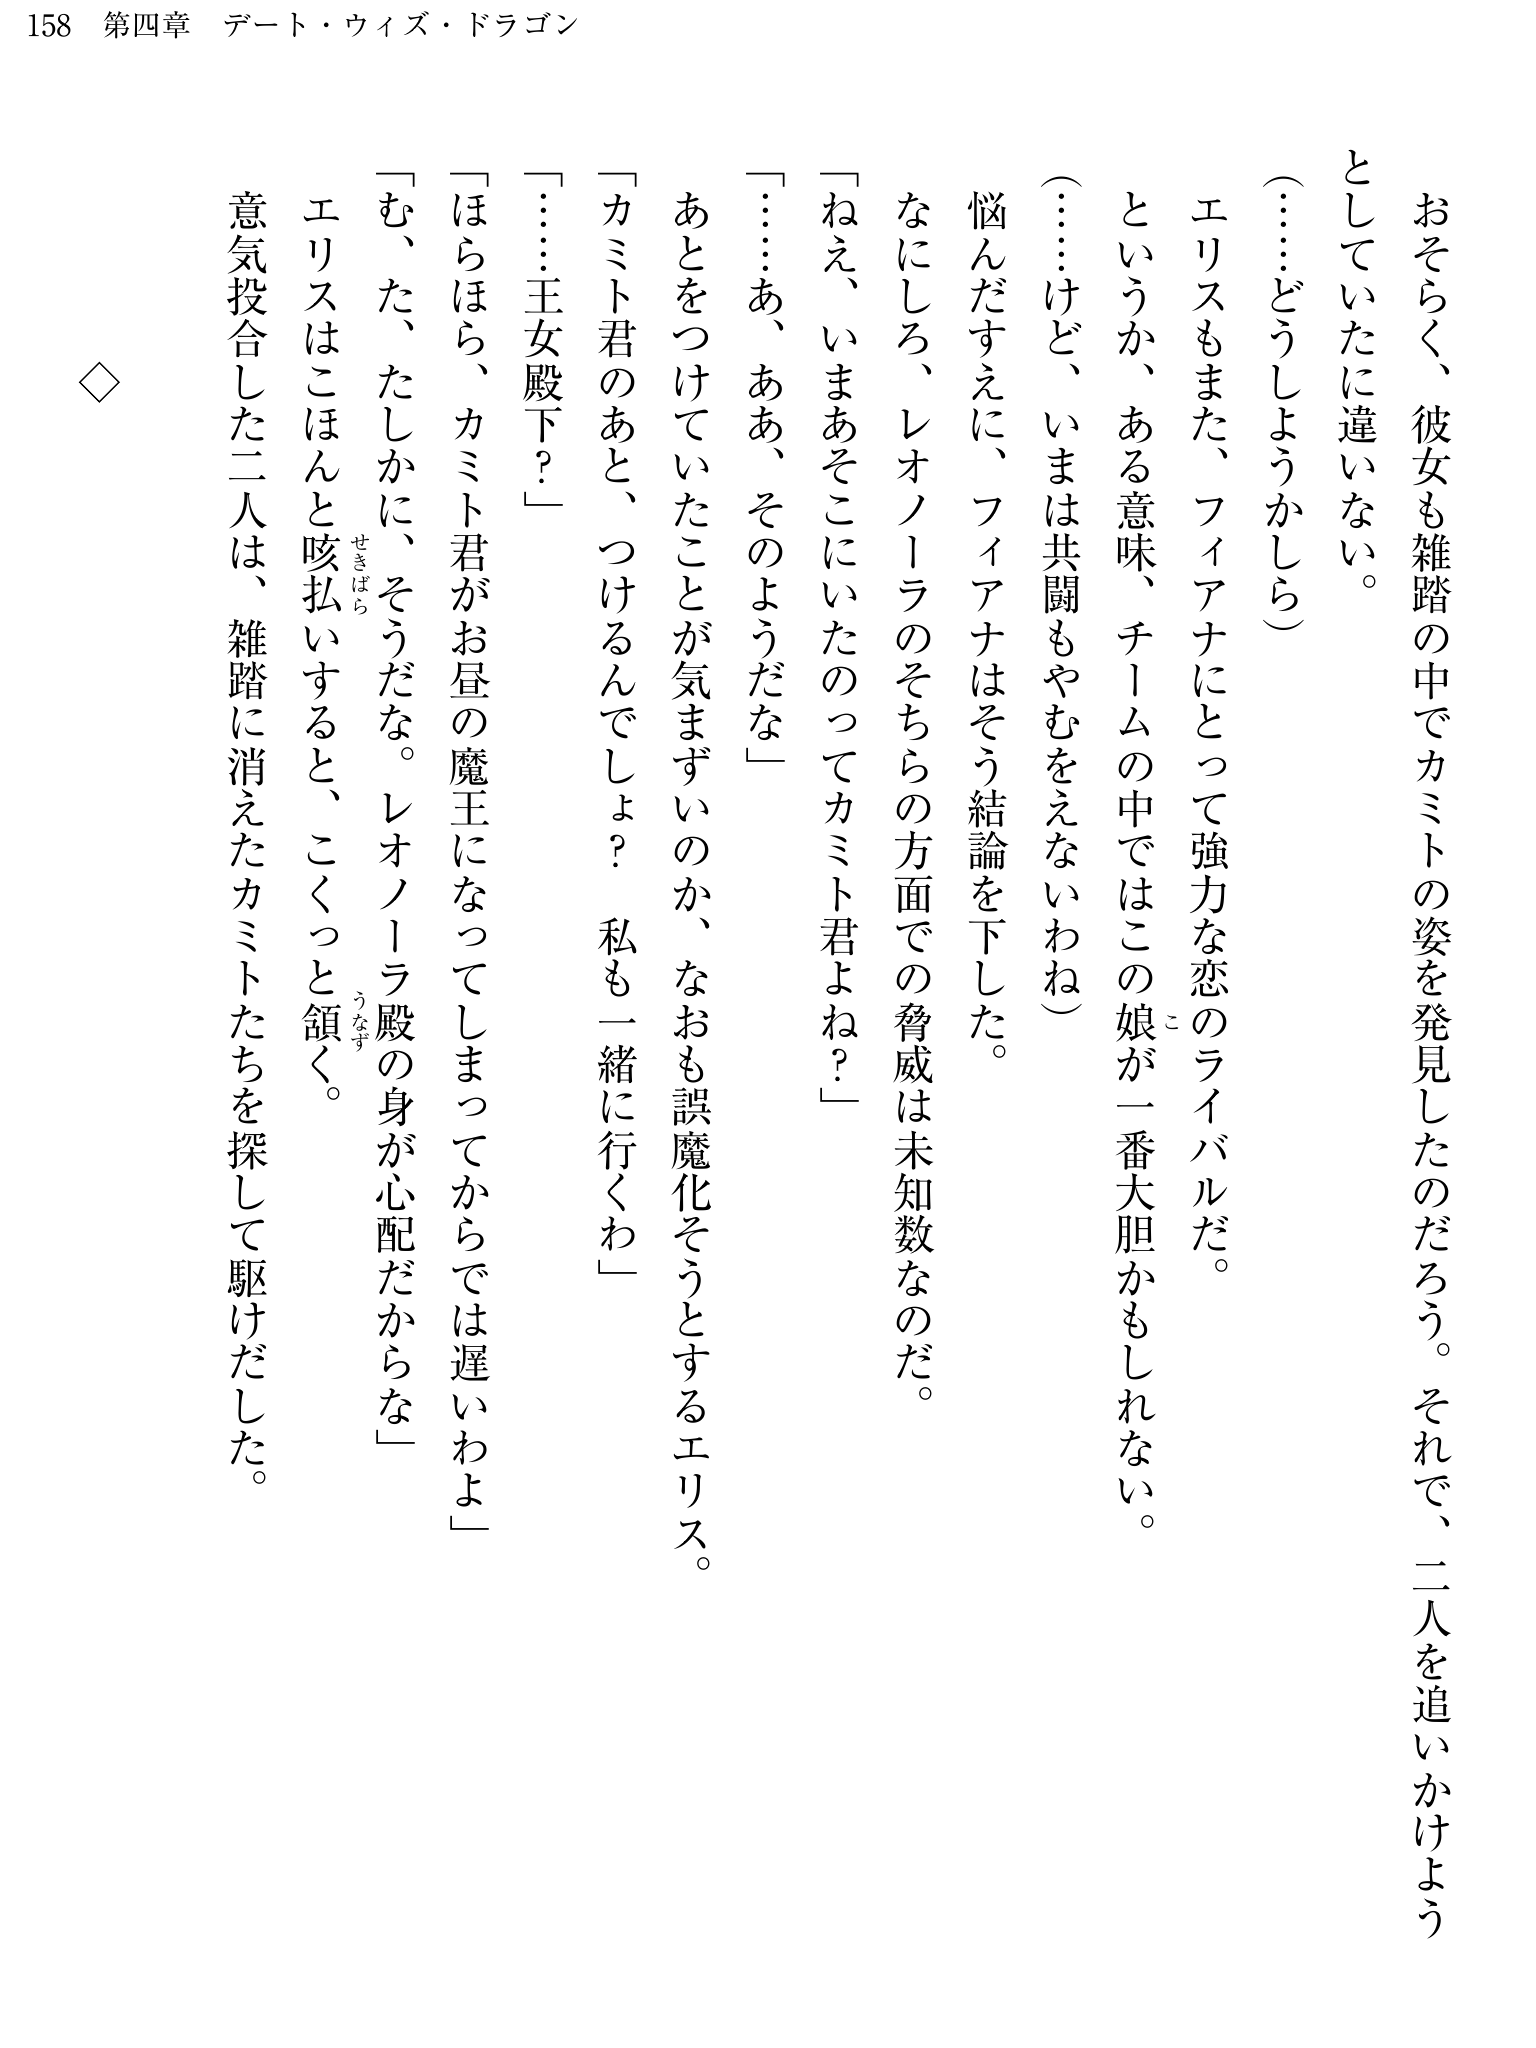 158 第四章 デート・ウィズ・ドラゴン
　おそらく、彼女も雑踏の中でカミトの姿を発見したのだろう。それで、二人を追いかけよう
としていたに違いない。
（……どうしようかしら）
　エリスもまた、フィアナにとって強力な恋のライバルだ。
　というか、ある意味、チームの中ではこの娘が一番大胆かもしれない。
こ
（……けど、いまは共闘もやむをえないわね）
　悩んだすえに、フィアナはそう結論を下した。
　なにしろ、レオノーラのそちらの方面での脅威は未知数なのだ。
「ねえ、いまあそこにいたのってカミト君よね？」
「……あ、ああ、そのようだな」
　あとをつけていたことが気まずいのか、なおも誤魔化そうとするエリス。
「カミト君のあと、つけるんでしょ？　私も一緒に行くわ」
「……王女殿下？」
「ほらほら、カミト君がお昼の魔王になってしまってからでは遅いわよ」
「む、た、たしかに、そうだな。レオノーラ殿の身が心配だからな」
　エリスはこほんと咳払いすると、こくっと頷く。
せきばら
うなず
　意気投合した二人は、雑踏に消えたカミトたちを探して駆けだした。
◇